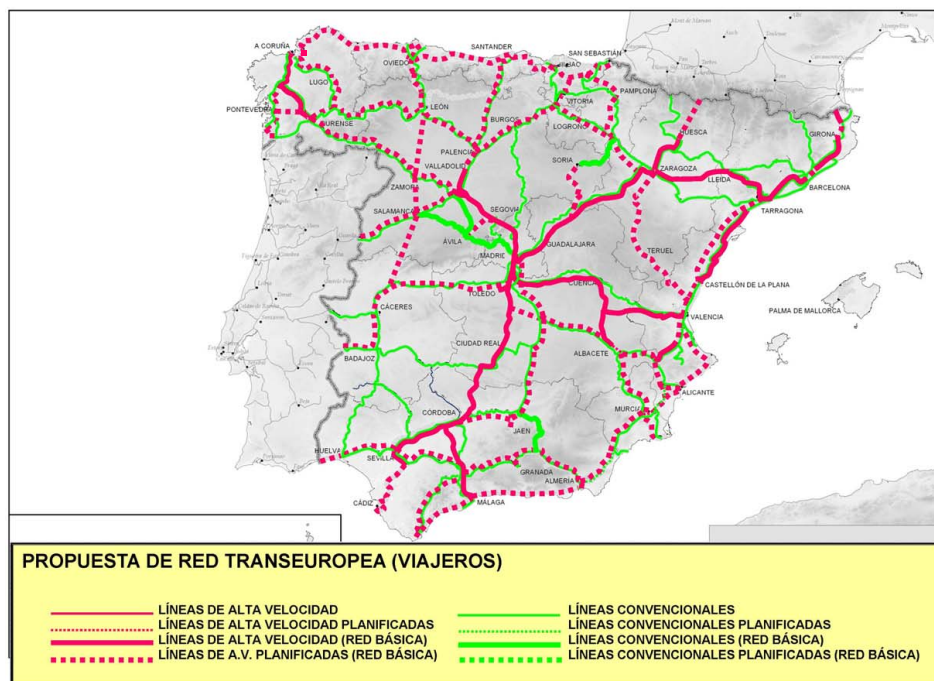 A CORUÑA
OVIEDO
SANTANDER
SAN SEBASTIÁN
BILBAO
LUGO
LEÓN
VITORIA
PAMPLONA
PONTEVEDRA
OURENSE
BURGOS
LOGROÑO
HUESCA
GIRONA
PALENCIA
VALLADOLID
SORIA
ZARAGOZA
LLEIDA
BARCELONA
ZAMORA
TARRAGONA
SALAMANCA
SEGOVIA
ÁVILA
GUADALAJARA
MADRID
TERUEL
CUENCA
CASTELLÓN DE LA PLANA
TOLEDO
CÁCERES
PALMA DE MALLORCA
VALENCIA
CIUDAD REAL
ALBACETE
BADAJOZ
ALICANTE
CÓRDOBA
MURCIA
JAEN
HUELVA
SEVILLA
GRANADA
ALMERÍA
CÁDIZ
MÁLAGA
PROPUESTA DE RED TRANSEUROPEA (VIAJEROS)
LÍNEAS DE ALTA VELOCIDAD
LÍNEAS DE ALTA VELOCIDAD PLANIFICADAS
LÍNEAS DE ALTA VELOCIDAD (RED BÁSICA)
LÍNEAS DE A.V. PLANIFICADAS (RED BÁSICA)
LÍNEAS CONVENCIONALES
LÍNEAS CONVENCIONALES PLANIFICADAS
LÍNEAS CONVENCIONALES (RED BÁSICA)
LÍNEAS CONVENCIONALES PLANIFICADAS (RED BÁSICA)